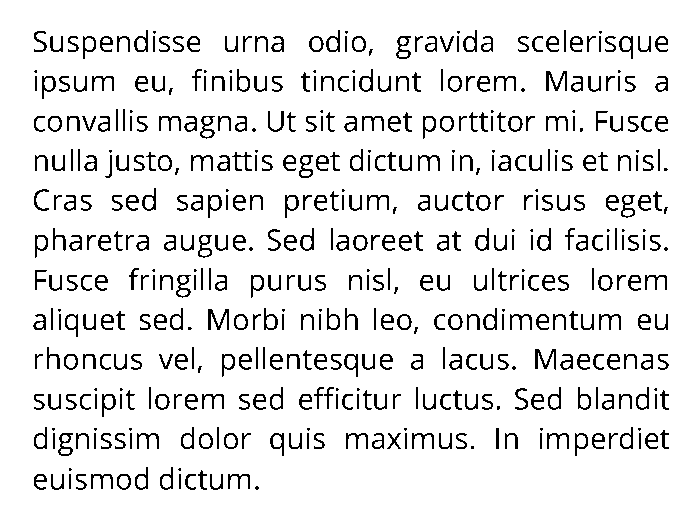 Suspendisse urna odio, gravida scelerisque
ipsum eu, finibus tincidunt lorem. Mauris a
convallis magna. Ut sit amet porttitor mi. Fusce
nulla justo, mattis eget dictum in, iaculis et nisl.
Cras sed sapien pretium, auctor risus eget,
pharetra augue. Sed laoreet at dui id facilisis.
Fusce fringilla purus nisl, eu ultrices lorem
aliquet sed. Morbi nibh leo, condimentum eu
rhoncus vel, pellentesque a lacus. Maecenas
suscipit lorem sed efficitur luctus. Sed blandit
dignissim dolor quis maximus. In imperdiet
euismod dictum.